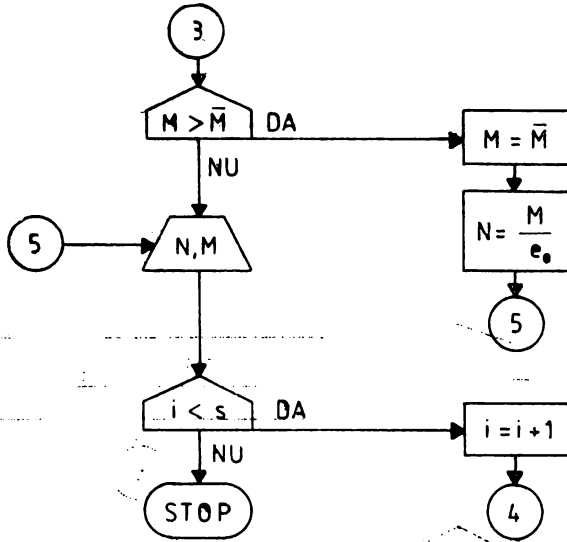 3
M > M̄ DA
M = M̄
NU
N = M / e₀
5
N, M
5
i < s DA
i = i + 1
NU
STOP
4